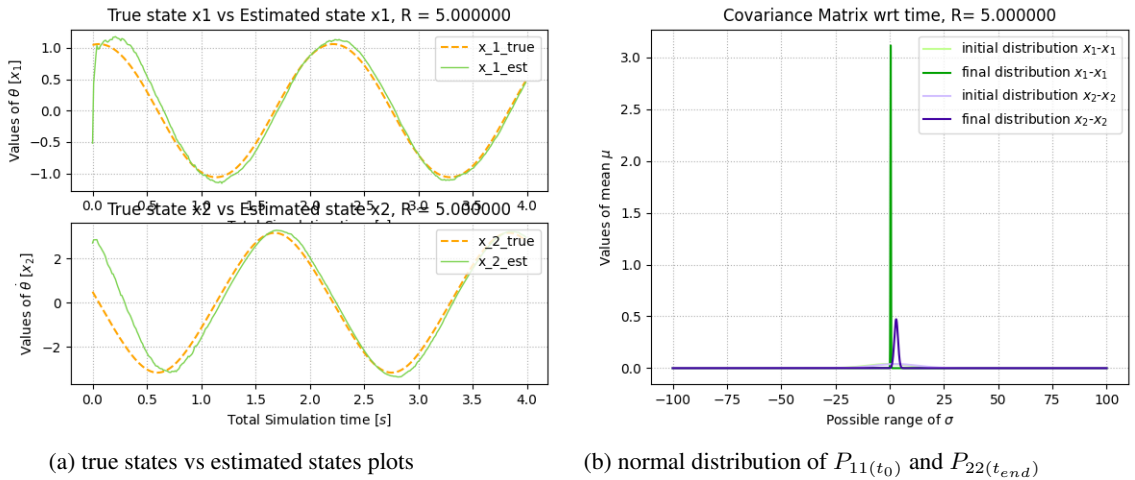 True state x1 vs Estimated state x1, R = 5.000000
Values of θ [x₁]
1.0
0.5
0.0
−0.5
−1.0
x_1_true
x_1_est
0.0 0.5 1.0 1.5 2.0 2.5 3.0 3.5 4.0
Total Simulation time [s]
True state x2 vs Estimated state x2, R = 5.000000
Values of θ̇ [x₂]
2
0
−2
x_2_true
x_2_est
0.0 0.5 1.0 1.5 2.0 2.5 3.0 3.5 4.0
Total Simulation time [s]
(a) true states vs estimated states plots
Covariance Matrix wrt time, R= 5.000000
Values of mean μ
3.0
2.5
2.0
1.5
1.0
0.5
0.0
initial distribution x₁-x₁
final distribution x₁-x₁
initial distribution x₂-x₂
final distribution x₂-x₂
−100 −75 −50 −25 0 25 50 75 100
Possible range of σ
(b) normal distribution of P₁₁₍t₀₎ and P₂₂₍t_end₎